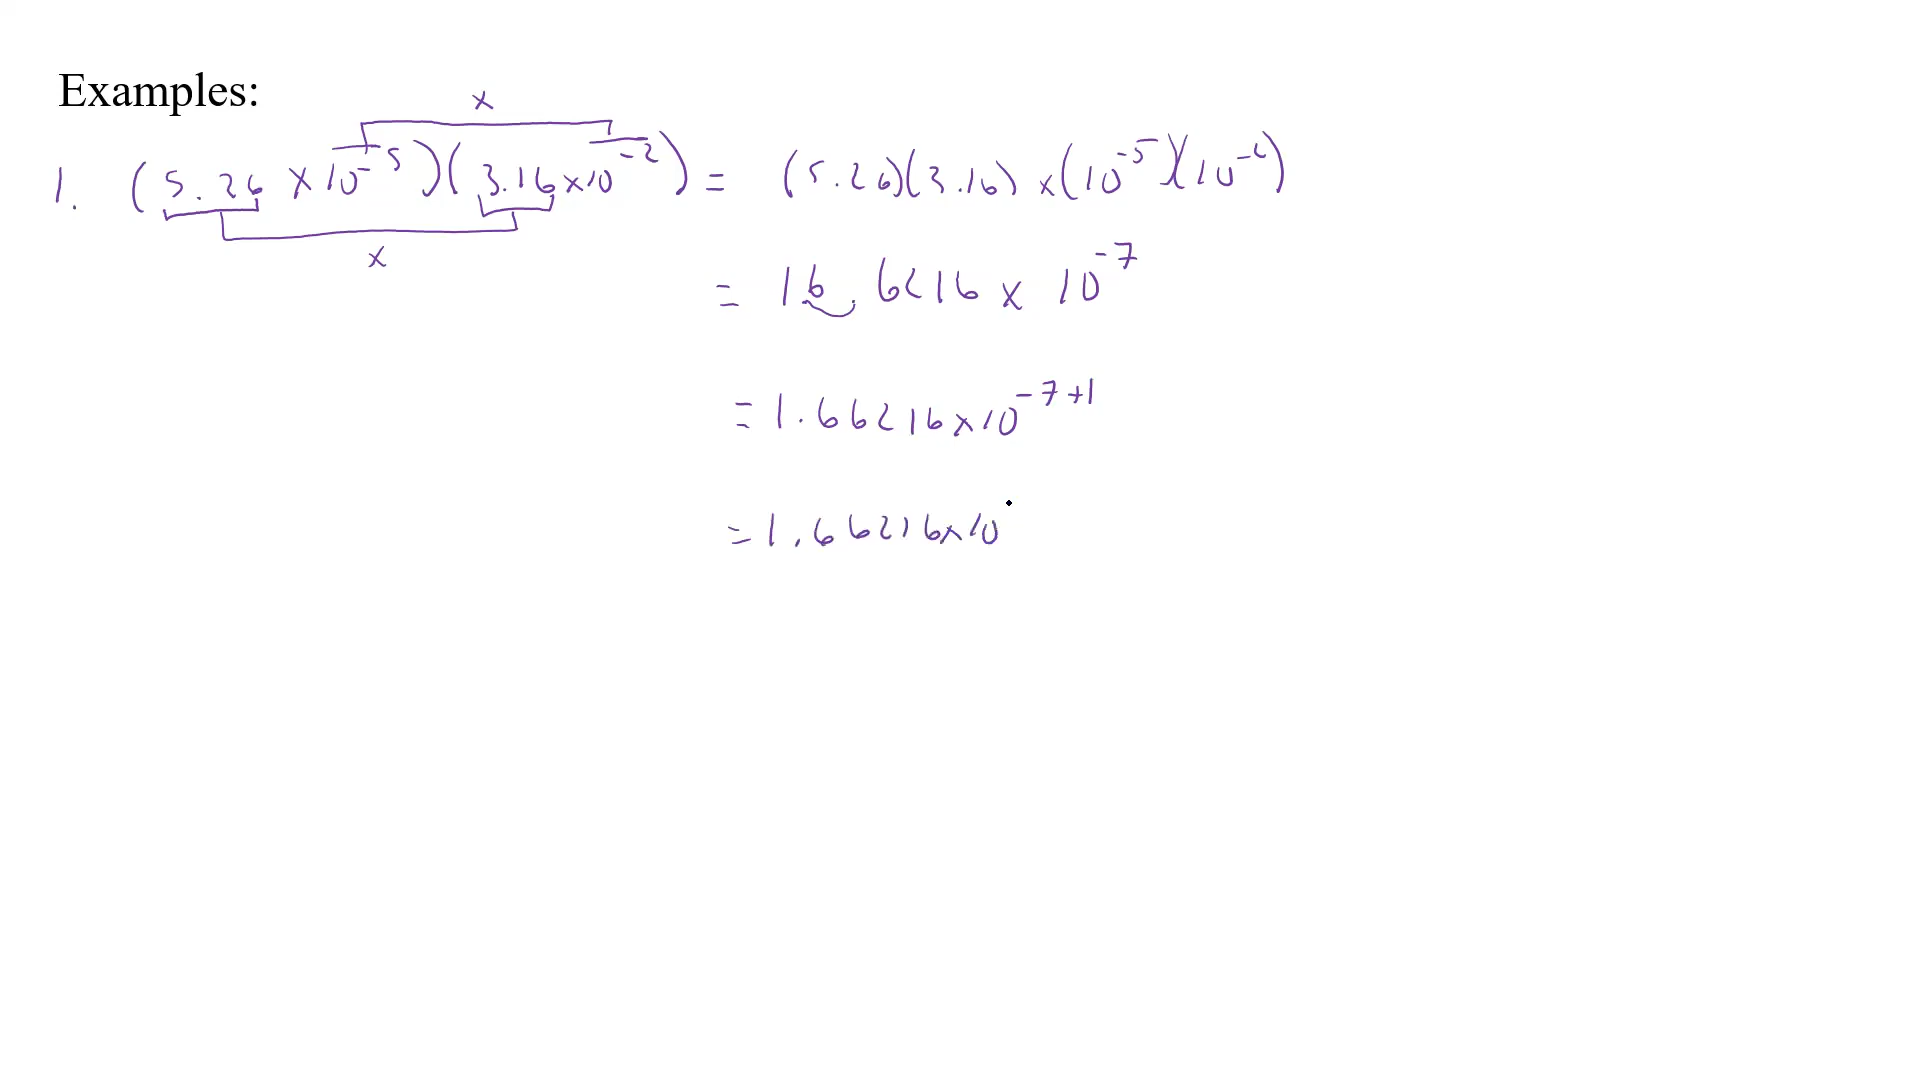 Examples:
x
1. (5.26 x 10^-5)(3.16 x 10^-2) = (5.26)(3.16) x (10^-5)(10^-2)
x
= 16.6216 x 10^-7
= 1.66216 x 10^-7+1
= 1.66216 x 10